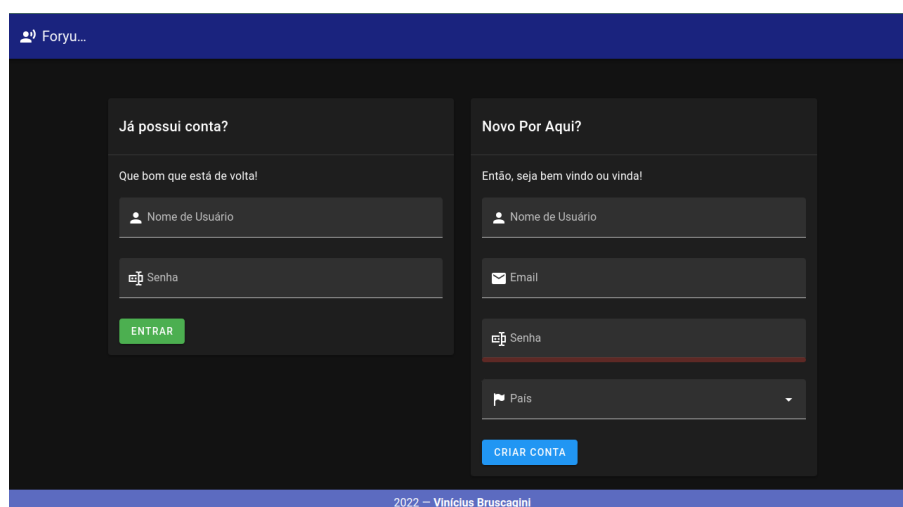 Foryu...
Já possui conta?
Que bom que está de volta!
Nome de Usuário
Senha
ENTRAR
Novo Por Aqui?
Então, seja bem vindo ou vinda!
Nome de Usuário
Email
Senha
País
CRIAR CONTA
2022 — Vinícius Bruscagini